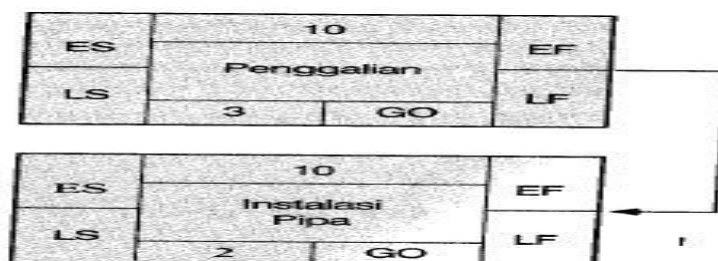 10
ES Penggalian EF
LS LF
3 GO
10
ES Instalasi EF
Pipa
LS LF
2 GO